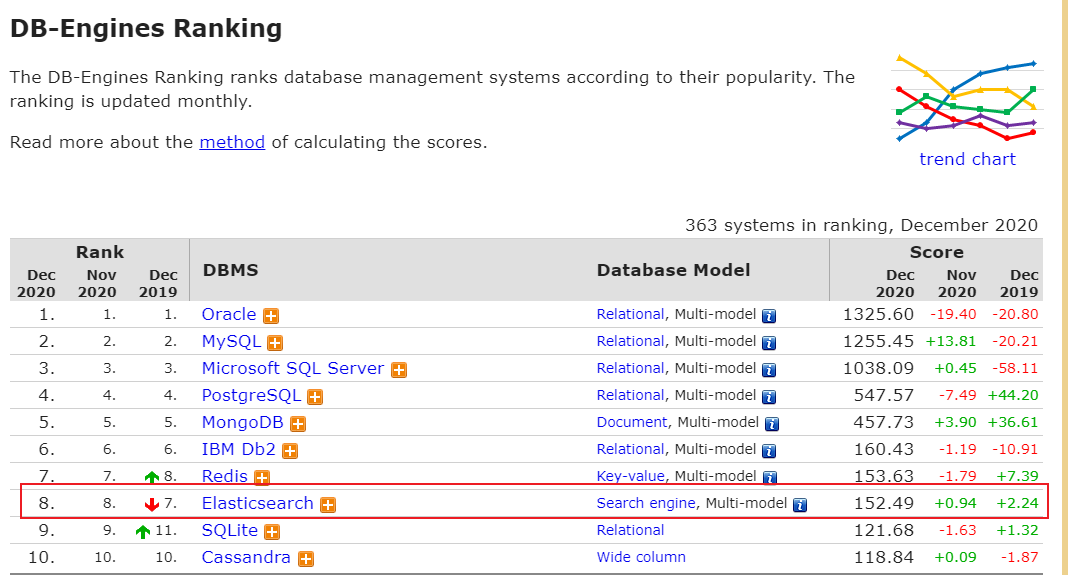 DB-Engines Ranking
The DB-Engines Ranking ranks database management systems according to their popularity. The
ranking is updated monthly.
Read more about the method of calculating the scores.
trend chart
363 systems in ranking, December 2020
Rank DBMS Database Model Score
Dec 2020 Nov 2020 Dec 2019 Dec 2020 Nov 2020 Dec 2019
1. 1. 1. Oracle Relational, Multi-model 1325.60 -19.40 -20.80
2. 2. 2. MySQL Relational, Multi-model 1255.45 +13.81 -20.21
3. 3. 3. Microsoft SQL Server Relational, Multi-model 1038.09 +0.45 -58.11
4. 4. 4. PostgreSQL Relational, Multi-model 547.57 -7.49 +44.20
5. 5. 5. MongoDB Document, Multi-model 457.73 +3.90 +36.61
6. 6. 6. IBM Db2 Relational, Multi-model 160.43 -1.19 -10.91
7. 7. 8. Redis Key-value, Multi-model 153.63 -1.79 +7.39
8. 8. 7. Elasticsearch Search engine, Multi-model 152.49 +0.94 +2.24
9. 9. 11. SQLite Relational 121.68 -1.63 +1.32
10. 10. 10. Cassandra Wide column 118.84 +0.09 -1.87